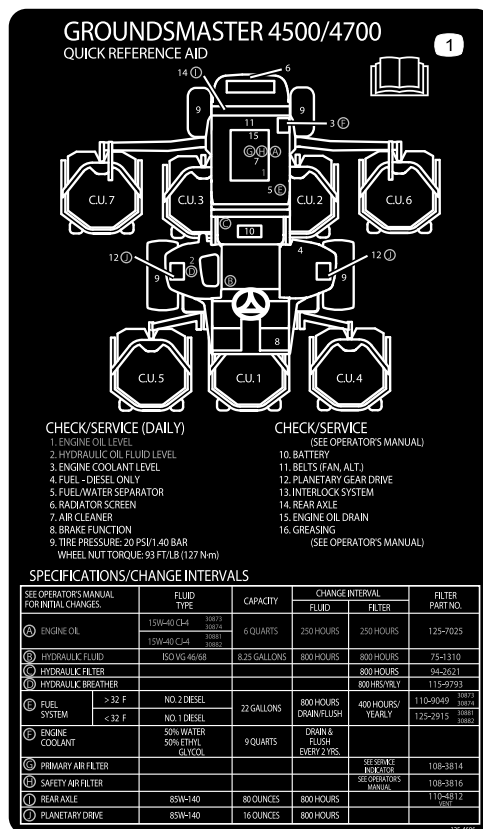 GROUNDSMASTER 4500/4700
QUICK REFERENCE AID
1
6
14 I
9
9
11
3 F
15
G H A
7
1
5 E
C.U. 7
C.U. 3
C.U. 2
C.U. 6
C
10
12 J
12 J
2
4
D
9
B
9
8
C.U. 5
C.U. 1
C.U. 4
CHECK/SERVICE (DAILY)
1. ENGINE OIL LEVEL
2. HYDRAULIC OIL FLUID LEVEL
3. ENGINE COOLANT LEVEL
4. FUEL - DIESEL ONLY
5. FUEL/WATER SEPARATOR
6. RADIATOR SCREEN
7. AIR CLEANER
8. BRAKE FUNCTION
9. TIRE PRESSURE: 20 PSI/1.40 BAR
WHEEL NUT TORQUE: 93 FT/LB (127 N·m)
CHECK/SERVICE
(SEE OPERATOR'S MANUAL)
10. BATTERY
11. BELTS (FAN, ALT.)
12. PLANETARY GEAR DRIVE
13. INTERLOCK SYSTEM
14. REAR AXLE
15. ENGINE OIL DRAIN
16. GREASING
(SEE OPERATOR'S MANUAL)
SPECIFICATIONS/CHANGE INTERVALS
SEE OPERATOR'S MANUAL FOR INITIAL CHANGES. FLUID TYPE CAPACITY CHANGE INTERVAL FLUID FILTER FILTER PART NO.
A ENGINE OIL 15W-40 CI-4 30873 30874 15W-40 CJ-4 30881 30882 6 QUARTS 250 HOURS 250 HOURS 125-7025
B HYDRAULIC FLUID ISO VG 46/68 8.25 GALLONS 800 HOURS 800 HOURS 75-1310
C HYDRAULIC FILTER 800 HOURS 94-2621
D HYDRAULIC BREATHER 800 HRS/YRLY 115-9793
E FUEL SYSTEM > 32 F NO. 2 DIESEL < 32 F NO. 1 DIESEL 22 GALLONS 800 HOURS DRAIN/FLUSH 400 HOURS/ YEARLY 110-9049 30873 30874 125-2915 30881 30882
F ENGINE COOLANT 50% WATER 50% ETHYL GLYCOL 9 QUARTS DRAIN & FLUSH EVERY 2 YRS.
G PRIMARY AIR FILTER SEE SERVICE INDICATOR 108-3814
H SAFETY AIR FILTER SEE OPERATOR'S MANUAL 108-3816
I REAR AXLE 85W-140 80 OUNCES 800 HOURS 110-4812 VENT
J PLANETARY DRIVE 85W-140 16 OUNCES 800 HOURS